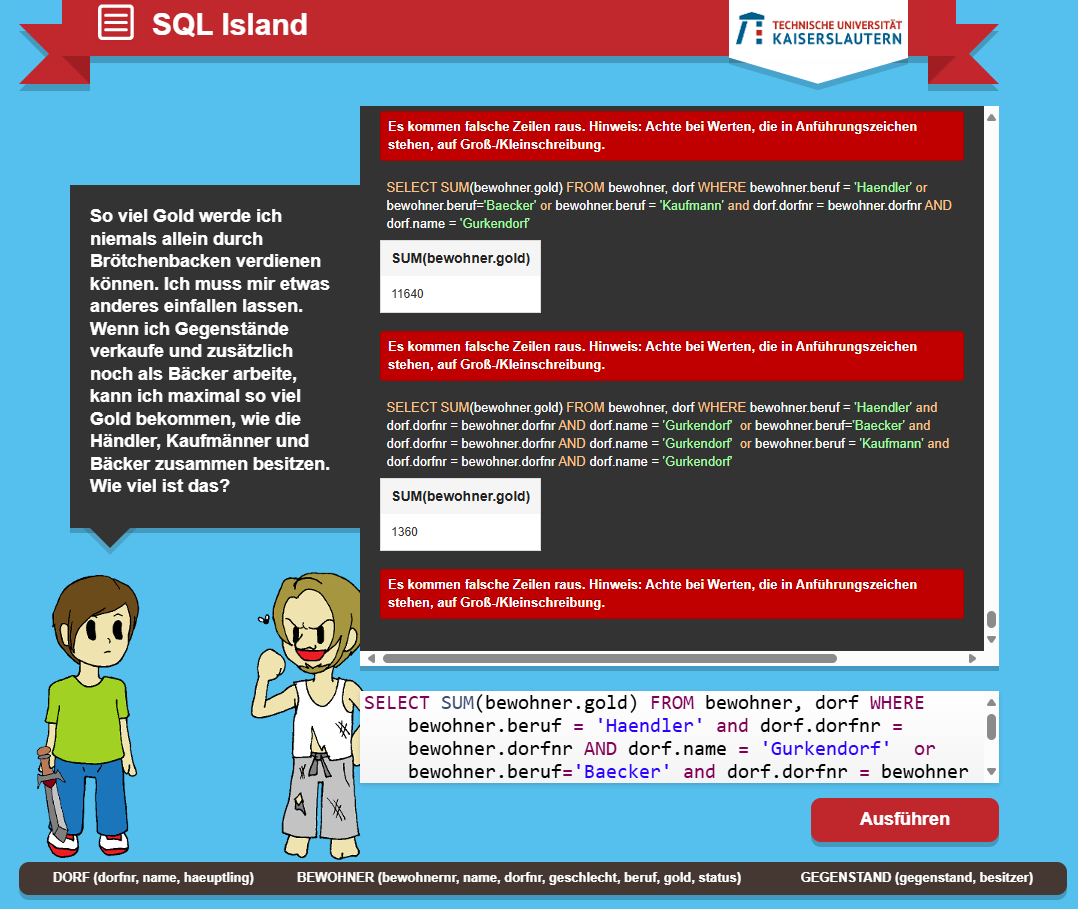 SQL Island
TECHNISCHE UNIVERSITÄT
KAISERSLAUTERN
So viel Gold werde ich
niemals allein durch
Brötchenbacken verdienen
können. Ich muss mir etwas
anderes einfallen lassen.
Wenn ich Gegenstände
verkaufe und zusätzlich
noch als Bäcker arbeite,
kann ich maximal so viel
Gold bekommen, wie die
Händler, Kaufmänner und
Bäcker zusammen besitzen.
Wie viel ist das?
Es kommen falsche Zeilen raus. Hinweis: Achte bei Werten, die in Anführungszeichen
stehen, auf Groß-/Kleinschreibung.
SELECT SUM(bewohner.gold) FROM bewohner, dorf WHERE bewohner.beruf = 'Haendler' or
bewohner.beruf='Baecker' or bewohner.beruf = 'Kaufmann' and dorf.dorfnr = bewohner.dorfnr AND
dorf.name = 'Gurkendorf'
SUM(bewohner.gold)
11640
Es kommen falsche Zeilen raus. Hinweis: Achte bei Werten, die in Anführungszeichen
stehen, auf Groß-/Kleinschreibung.
SELECT SUM(bewohner.gold) FROM bewohner, dorf WHERE bewohner.beruf = 'Haendler' and
dorf.dorfnr = bewohner.dorfnr AND dorf.name = 'Gurkendorf' or bewohner.beruf='Baecker' and
dorf.dorfnr = bewohner.dorfnr AND dorf.name = 'Gurkendorf' or bewohner.beruf = 'Kaufmann' and
dorf.dorfnr = bewohner.dorfnr AND dorf.name = 'Gurkendorf'
SUM(bewohner.gold)
1360
Es kommen falsche Zeilen raus. Hinweis: Achte bei Werten, die in Anführungszeichen
stehen, auf Groß-/Kleinschreibung.
SELECT SUM(bewohner.gold) FROM bewohner, dorf WHERE
bewohner.beruf = 'Haendler' and dorf.dorfnr =
bewohner.dorfnr AND dorf.name = 'Gurkendorf' or
bewohner.beruf='Baecker' and dorf.dorfnr = bewohner
Ausführen
DORF (dorfnr, name, haeuptling) BEWOHNER (bewohnernr, name, dorfnr, geschlecht, beruf, gold, status) GEGENSTAND (gegenstand, besitzer)